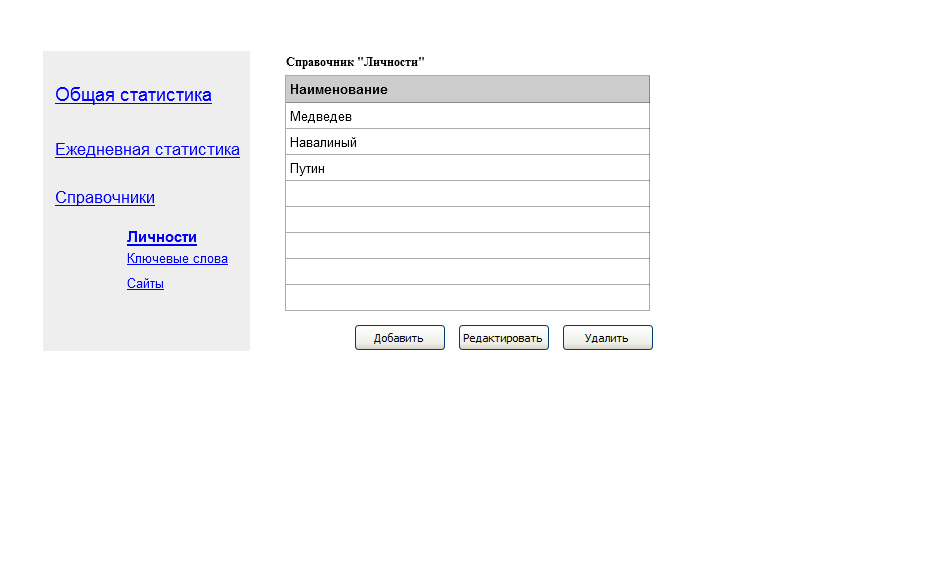 Общая статистика
Ежедневная статистика
Справочники
Личности
Ключевые слова
Сайты
Справочник "Личности"
Наименование
Медведев
Навалиный
Путин
Добавить
Редактировать
Удалить